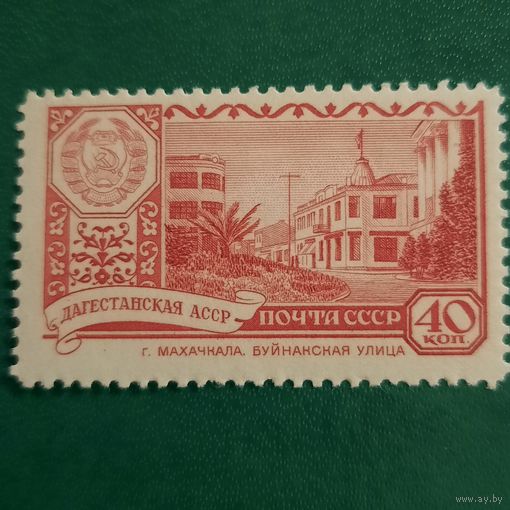 ДАГЕСТАНСКАЯ АССР
ПОЧТА СССР
40
КОП.
Г. МАХАЧКАЛА. БУЙНАКСКАЯ УЛИЦА
www.ay.by